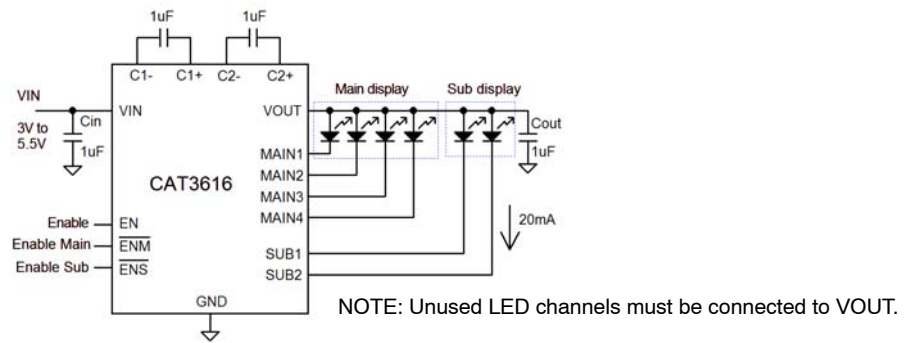 1uF
1uF
C1-
C1+
C2-
C2+
VIN
Main display
Sub display
Cin
VIN
VOUT
Cout
3V to
5.5V
1uF
1uF
MAIN1
MAIN2
CAT3616
MAIN3
MAIN4
20mA
Enable
EN
Enable Main
ENM
SUB1
Enable Sub
ENS
SUB2
GND
NOTE: Unused LED channels must be connected to VOUT.